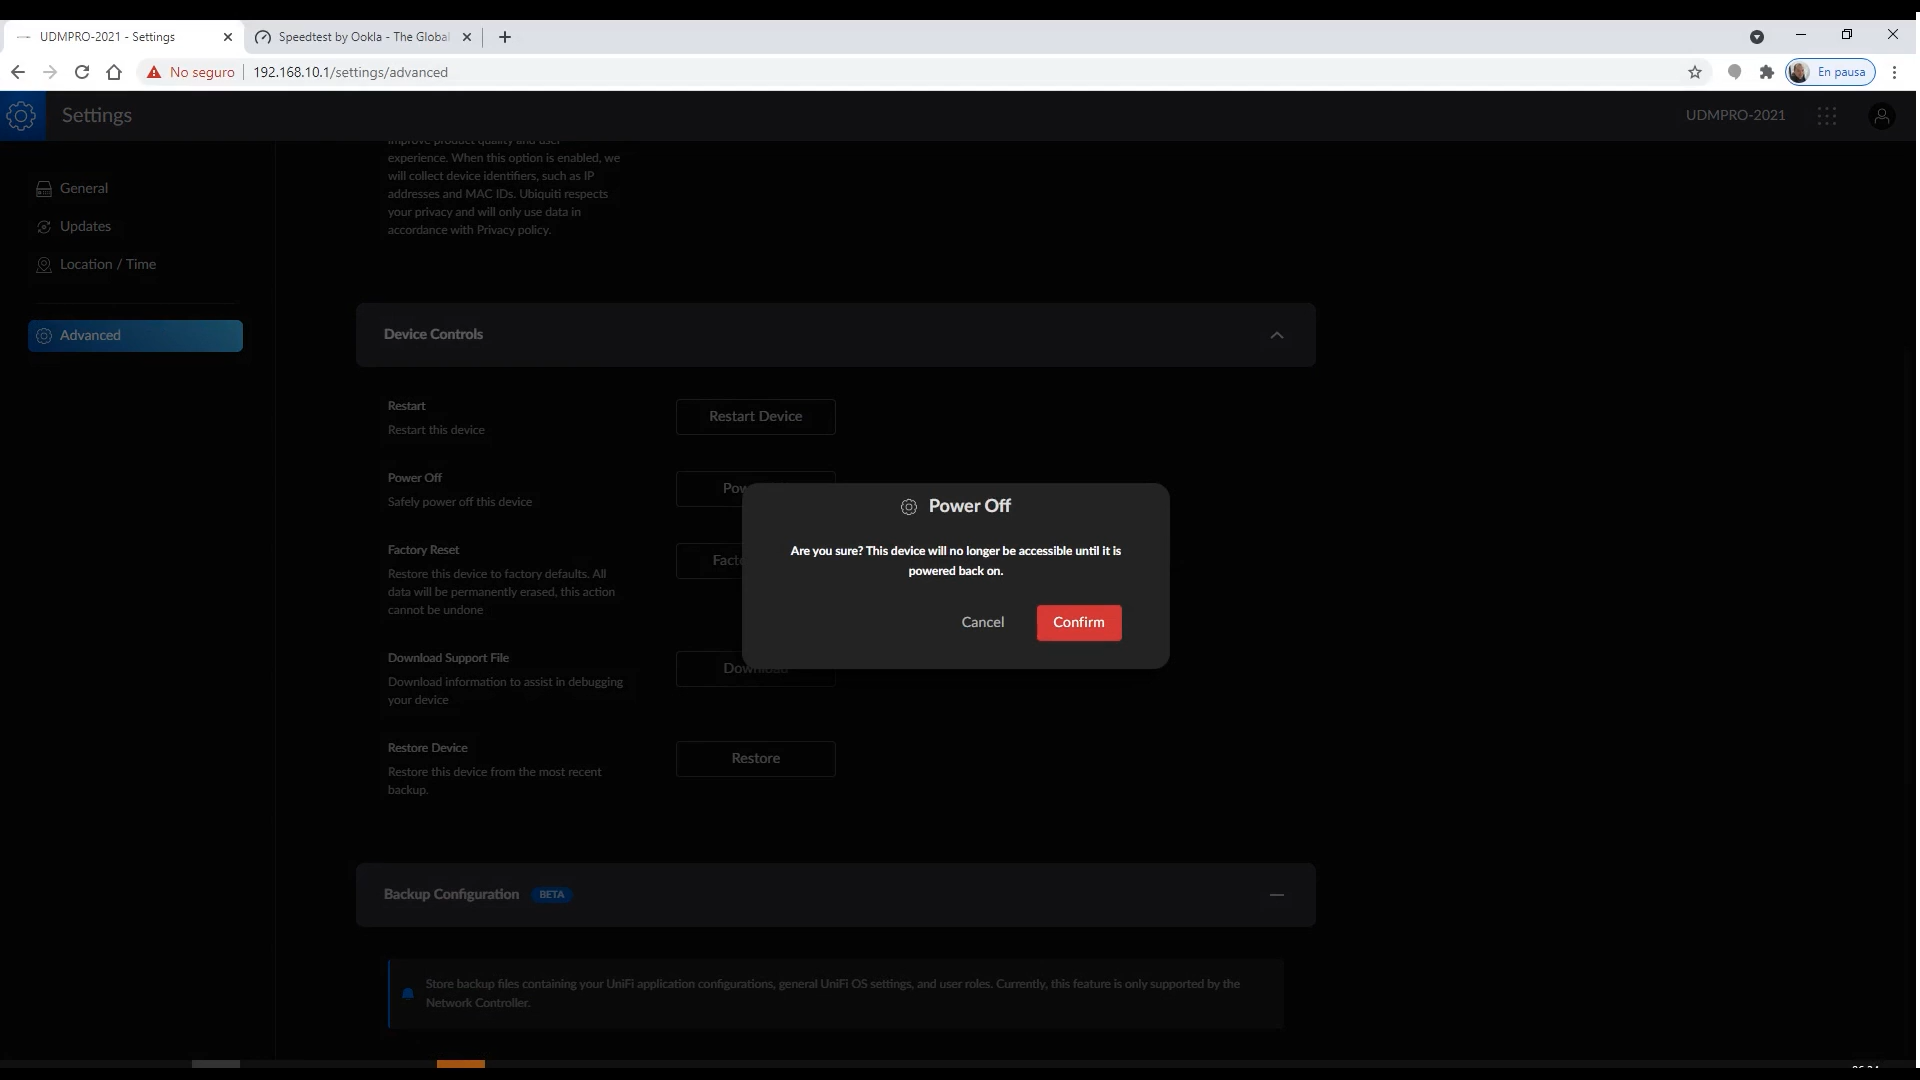 UDMPRO-2021 - Settings
Speedtest by Ookla - The Global
No seguro
192.168.10.1/settings/advanced
En pausa
Settings
UDMPRO-2021
General
Updates
Location / Time
Advanced
improve product quality and user
experience. When this option is enabled, we
will collect device identifiers, such as IP
addresses and MAC IDs. Ubiquiti respects
your privacy and will only use data in
accordance with Privacy policy.
Device Controls
Restart
Restart this device
Restart Device
Power Off
Safely power off this device
Pow
Factory Reset
Restore this device to factory defaults. All
data will be permanently erased, this action
cannot be undone
Facto
Power Off
Are you sure? This device will no longer be accessible until it is
powered back on.
Cancel
Confirm
Download Support File
Download information to assist in debugging
your device
Download
Restore Device
Restore this device from the most recent
backup.
Restore
Backup Configuration
BETA
Store backup files containing your UniFi application configurations, general UniFi OS settings, and user roles. Currently, this feature is only supported by the
Network Controller.